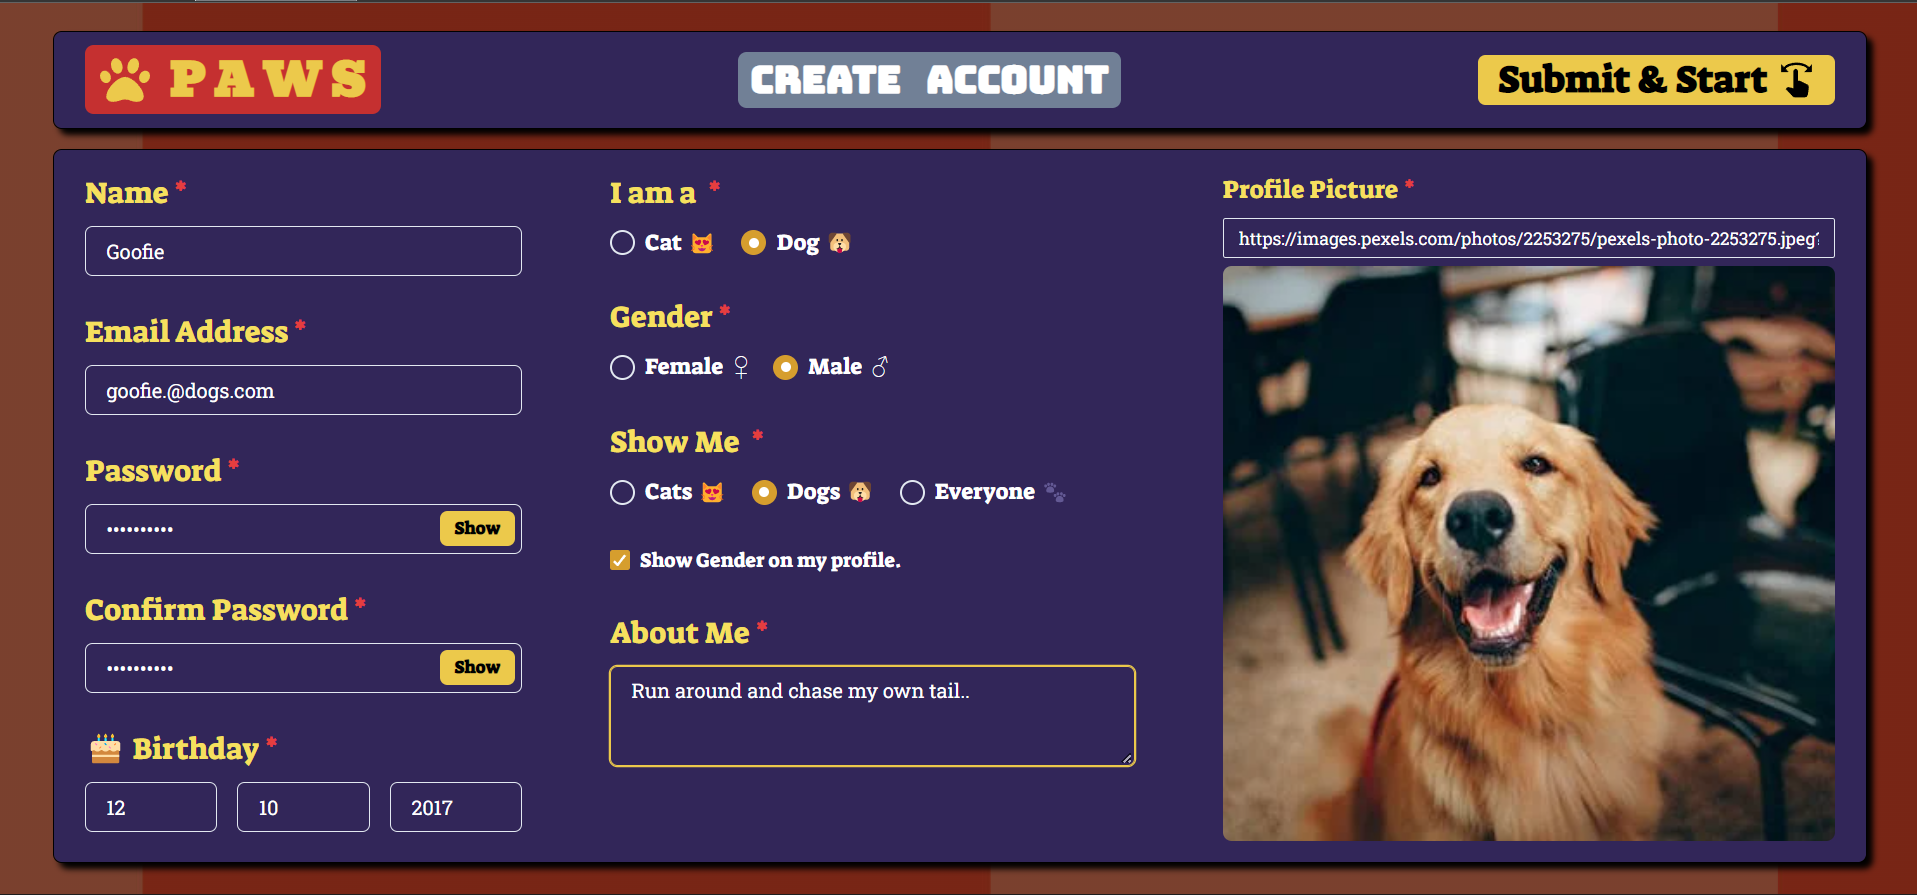 PAWS
CREATE ACCOUNT
Submit & Start
Name *
Goofie
Email Address *
goofie.@dogs.com
Password *
••••••••••
Show
Confirm Password *
••••••••••
Show
Birthday *
12 10 2017
I am a *
Cat Dog
Gender *
Female ♀ Male ♂
Show Me *
Cats Dogs Everyone
Show Gender on my profile.
About Me *
Run around and chase my own tail..
Profile Picture *
https://images.pexels.com/photos/2253275/pexels-photo-2253275.jpeg?